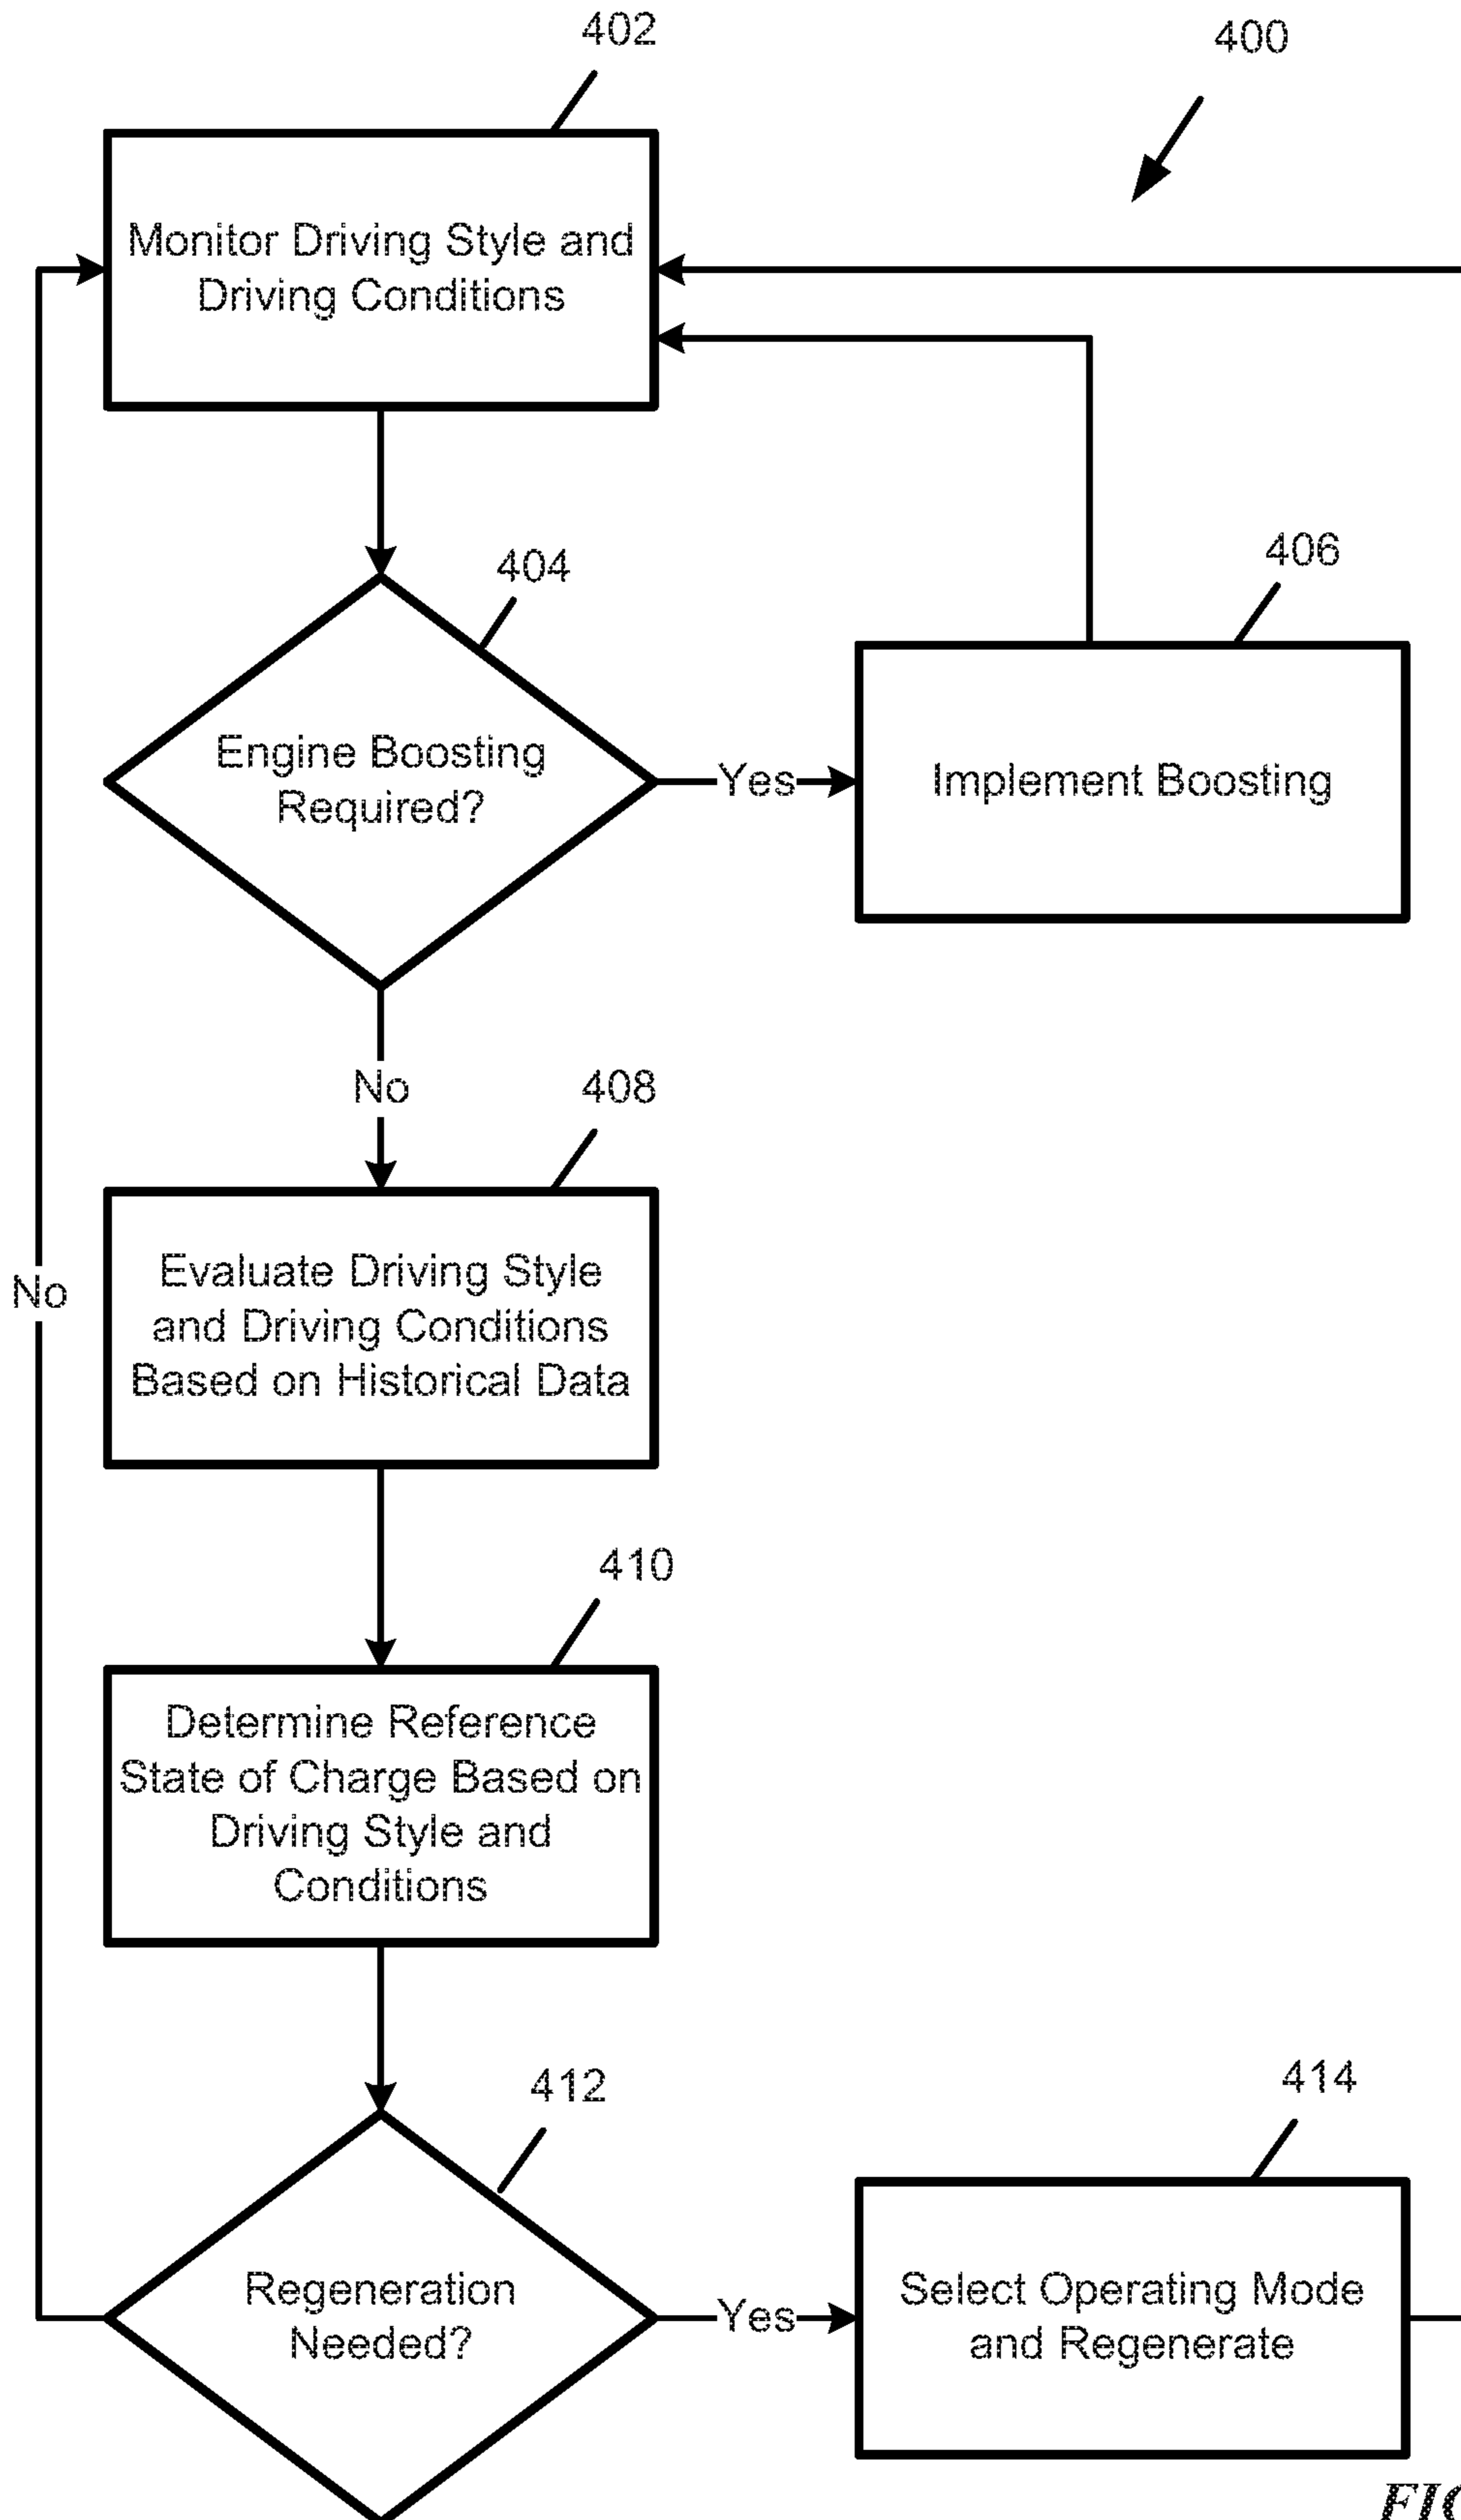 402
400
Monitor Driving Style and
Driving Conditions
404
406
Engine Boosting
Required?
Yes
Implement Boosting
No
408
No
Evaluate Driving Style
and Driving Conditions
Based on Historical Data
410
Determine Reference
State of Charge Based on
Driving Style and
Conditions
412
414
Regeneration
Needed?
Yes
Select Operating Mode
and Regenerate